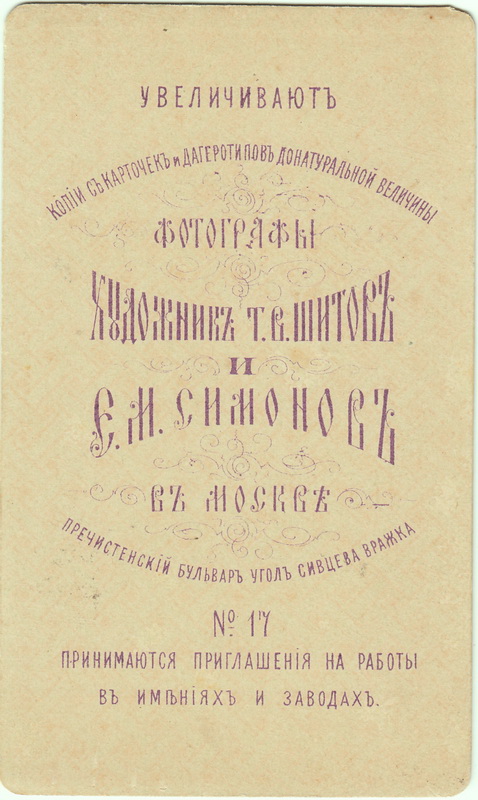 УВЕЛИЧИВАЮТЪ
КОПІИ СЪ КАРТОЧЕКЪ и ДАГЕРОТИПОВЪ ДО НАТУРАЛЬНОЙ ВЕЛИЧИНЫ
ФОТОГРАФЫ
ХУДОЖНИКЪ Т.В.ШИТОВЪ
И
Е.М.СИМОНОВЪ
ВЪ МОСКВѢ
ПРЕЧИСТЕНСКІЙ БУЛЬВАРЪ УГОЛЪ СИВЦЕВА ВРАЖКА
№ 17
ПРИНИМАЮТСЯ ПРИГЛАШЕНІЯ НА РАБОТЫ
ВЪ ИМѢНІЯХЪ И ЗАВОДАХЪ.